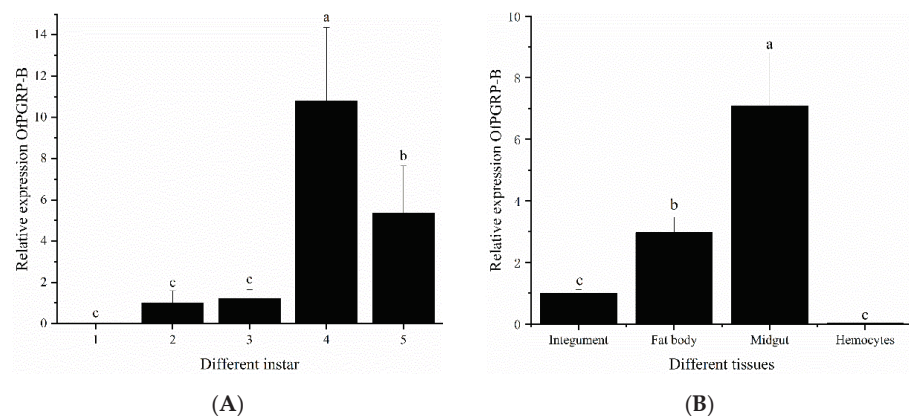 Relative expression OfPGRP-B
14
12
10
8
6
4
2
0
c
c
c
a
b
1 2 3 4 5
Different instar
(A)
Relative expression OfPGRP-B
10
8
6
4
2
0
c
b
a
c
Integument Fat body Midgut Hemocytes
Different tissues
(B)